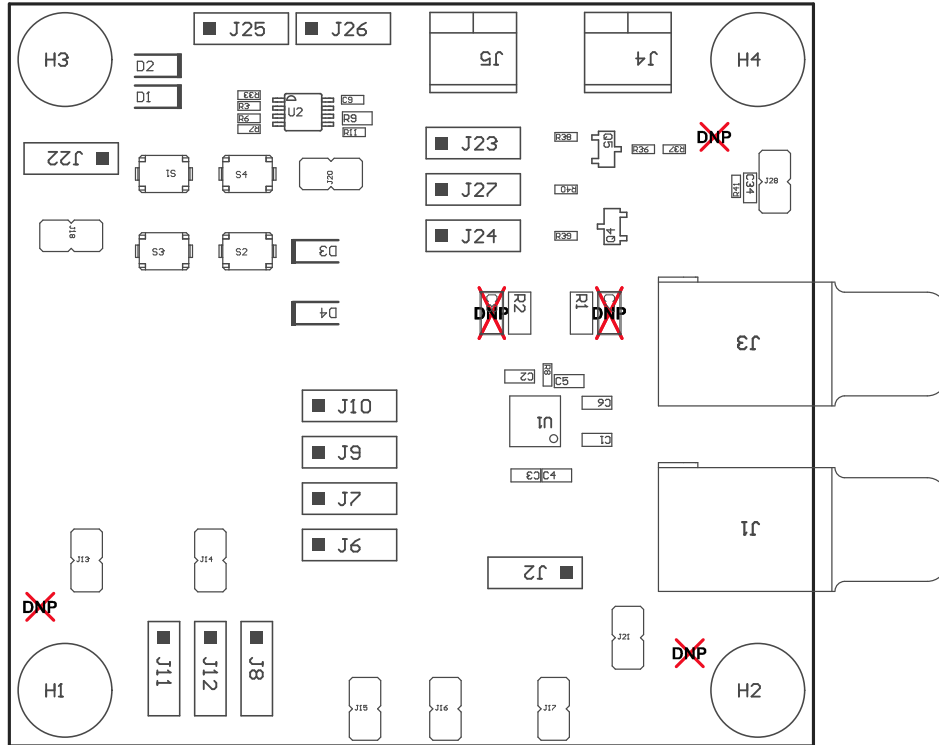 J25
J26
J5
J4
H3
D2
D1
H4
R33
R3
R6
R7
U2
C9
R9
R11
J22
J23
R38
Q5
R36
R37
DNP
S1
S4
J20
J27
R40
R41
C34
J28
J18
S3
S2
D3
J24
R39
Q4
D4
DNP
R2
R1
DNP
J3
C2
R8
C5
J10
C6
U1
C1
J9
C3
C4
J7
J1
J6
J13
J14
J2
DNP
J21
DNP
J11
J12
J8
H1
H2
J15
J16
J17